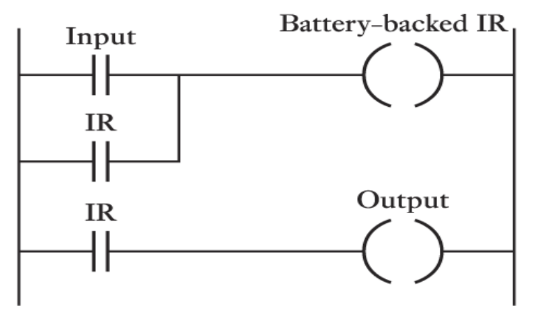 Battery-backed IR
Input
IR
IR
Output